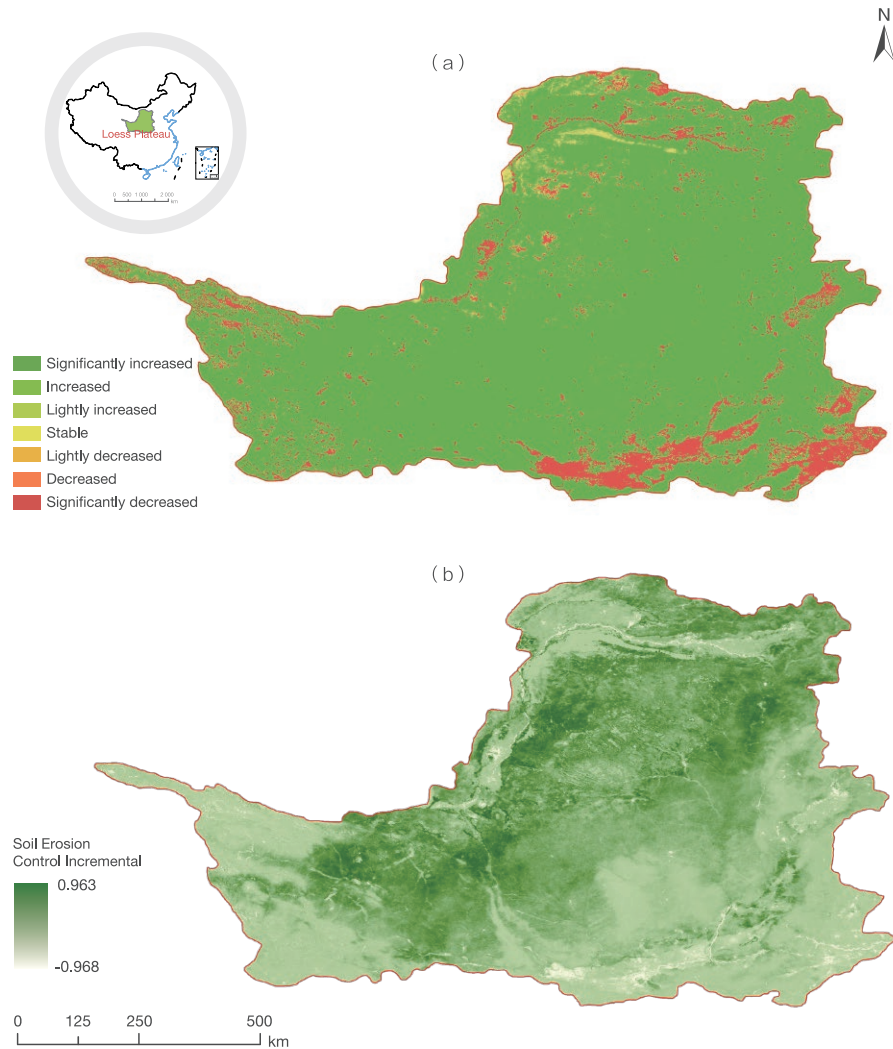 N
(a)
Loess Plateau
0 500 1 000 2 000
km
Significantly increased
Increased
Lightly increased
Stable
Lightly decreased
Decreased
Significantly decreased
(b)
Soil Erosion
Control Incremental
0.963
-0.968
0 125 250 500
km